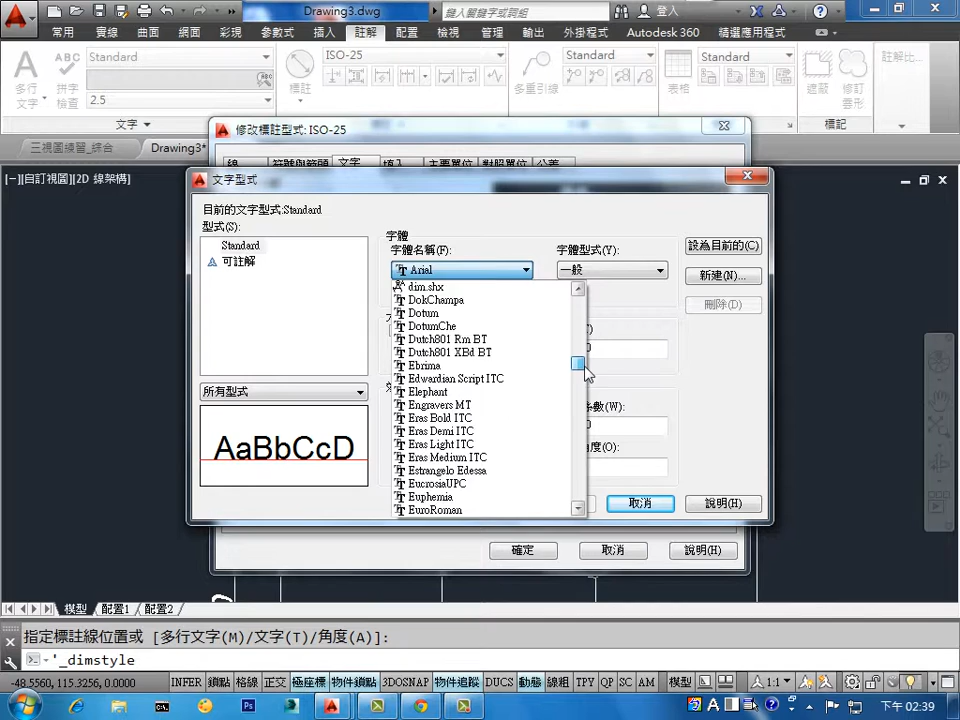 Drawing3.dwg
鍵入關鍵字或詞組
登入
常用 插入 註解 配置 檢視 管理 輸出 外掛程式 Autodesk 360 精選應用程式
彩現 參數式 實體 曲面 網面
Standard
ISO-25
Standard
Standard
註解比...
多行
文字
拼字
檢查
2.5
標註
多重引線
表格
遮蔽
修訂
雲形
文字
標記
三視圖練習_綜合
Drawing3*
修改標註型式: ISO-25
線 符號與箭頭 文字 填入 主要單位 對照單位 公差
[−][自訂視圖][2D 線架構]
文字型式
目前的文字型式:Standard
型式(S):
Standard
可註解
所有型式
AaBbCcD
字體
字體名稱(F):
Arial
字體型式(Y):
一般
dim.shx
DokChampa
Dotum
DotumChe
Dutch801 Rm BT
Dutch801 XBd BT
Ebrima
Edwardian Script ITC
Elephant
Engravers MT
Eras Bold ITC
Eras Demi ITC
Eras Light ITC
Eras Medium ITC
Estrangelo Edessa
EucrosiaUPC
Euphemia
EuroRoman
設為目前的(C)
新建(N)...
刪除(D)
(W):
角度(O):
取消
說明(H)
確定
取消
說明(H)
模型 配置1 配置2
指定標註線位置或 [多行文字(M)/文字(T)/角度(A)]:
'_dimstyle
-48.5560, 115.3256, 0.0000
INFER 鎖點 格線 正交 極座標 物件鎖點 3DOSNAP 物件追蹤 DUCS 動態 線粗 TPY QP SC AM
模型
1:1
下午 02:39